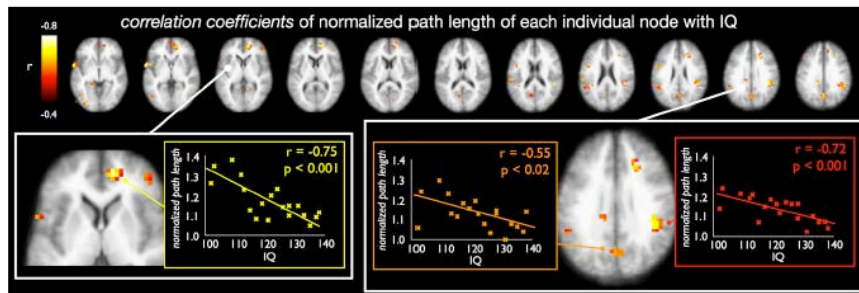 correlation coefficients of normalized path length of each individual node with IQ
-0.8
r
-0.4
r = -0.75
p < 0.001
normalized path length
1.4
1.3
1.2
1.1
1.0
100 110 120 130 140
IQ
r = -0.55
p < 0.02
normalized path length
1.4
1.3
1.2
1.1
1.0
100 110 120 130 140
IQ
r = -0.72
p < 0.001
normalized path length
1.4
1.3
1.2
1.1
1.0
100 110 120 130 140
IQ